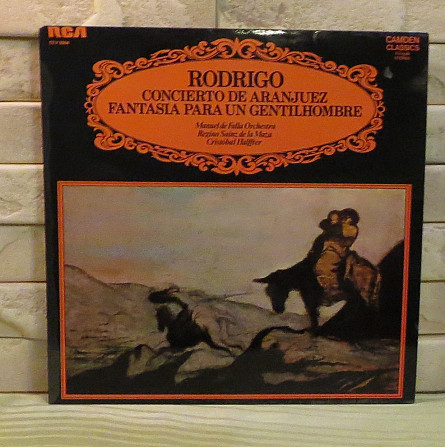 RCA
CAMDEN
CLASSICS
RODRIGO
CONCIERTO DE ARANJUEZ
FANTASIA PARA UN GENTILHOMBRE
Manuel de Falla Orchestra
Regino Sainz de la Maza
Cristóbal Halffter